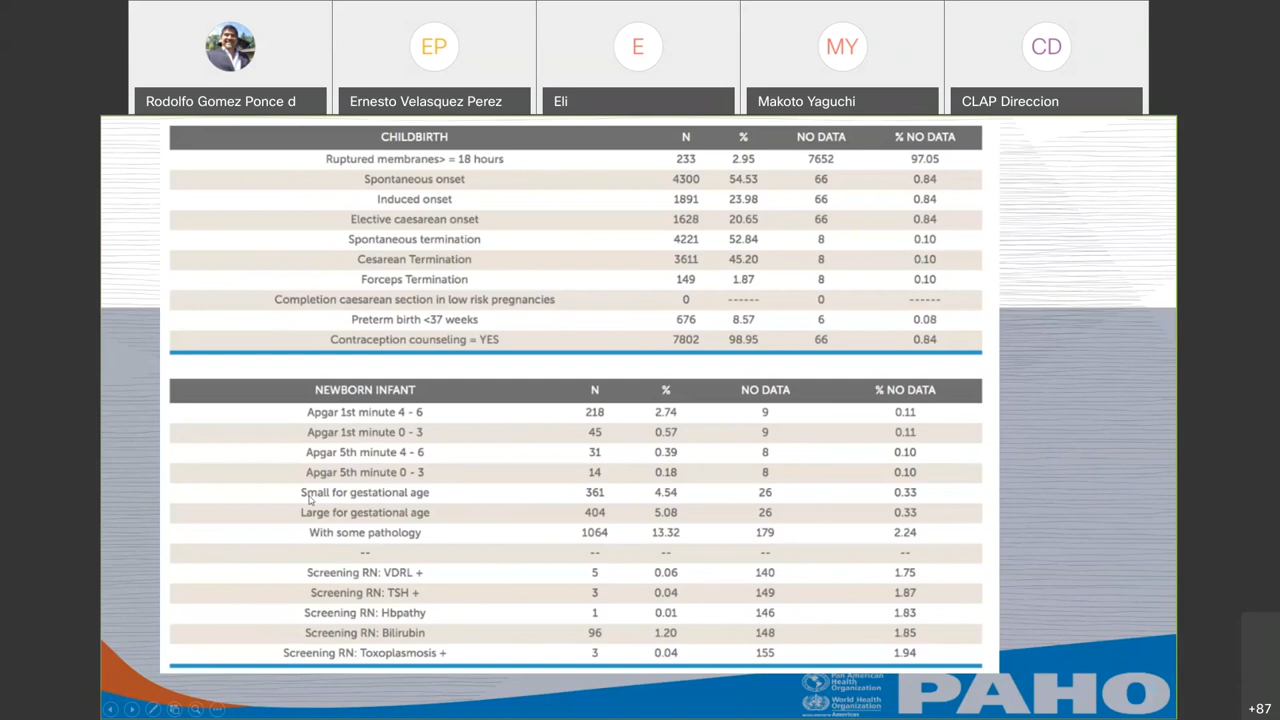 EP
E
MY
CD
Rodolfo Gomez Ponce d
Ernesto Velasquez Perez
Eli
Makoto Yaguchi
CLAP Direccion
CHILDBIRTH N % NO DATA % NO DATA
Ruptured membranes> = 18 hours 233 2.95 7652 97.05
Spontaneous onset 4300 54.53 66 0.84
Induced onset 1891 23.98 66 0.84
Elective caesarean onset 1628 20.65 66 0.84
Spontaneous termination 4221 52.84 8 0.10
Cesarean Termination 3611 45.20 8 0.10
Forceps Termination 149 1.87 8 0.10
Completion caesarean section in low risk pregnancies 0 ------ 0 ------
Preterm birth <37 weeks 676 8.57 6 0.08
Contraception counseling = YES 7802 98.95 66 0.84
NEWBORN INFANT N % NO DATA % NO DATA
Apgar 1st minute 4 - 6 218 2.74 9 0.11
Apgar 1st minute 0 - 3 45 0.57 9 0.11
Apgar 5th minute 4 - 6 31 0.39 8 0.10
Apgar 5th minute 0 - 3 14 0.18 8 0.10
Small for gestational age 361 4.54 26 0.33
Large for gestational age 404 5.08 26 0.33
With some pathology 1064 13.32 179 2.24
-- -- -- -- --
Screening RN: VDRL + 5 0.06 140 1.75
Screening RN: TSH + 3 0.04 149 1.87
Screening RN: Hbpathy 1 0.01 146 1.83
Screening RN: Bilirubin 96 1.20 148 1.85
Screening RN: Toxoplasmosis + 3 0.04 155 1.94
Pan American
Health
Organization
World Health
Organization
Americas
PAHO
+87